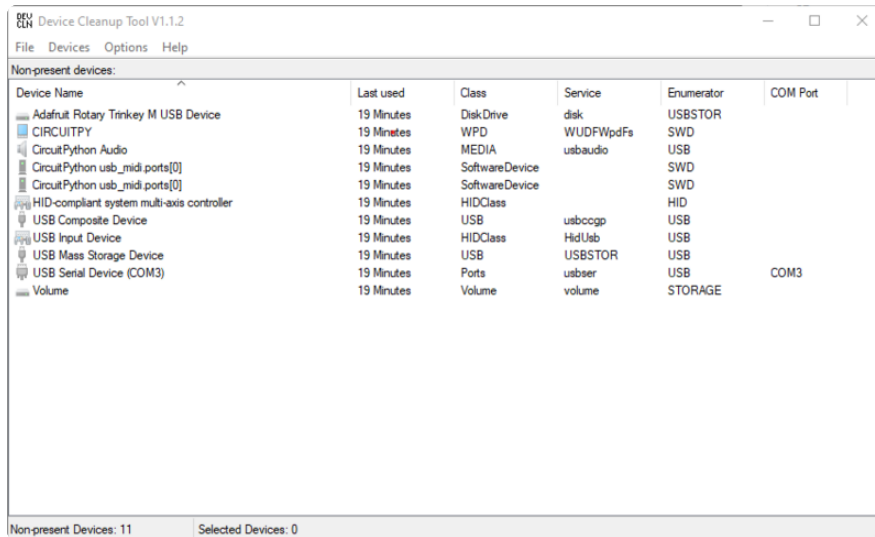 DEV CLN Device Cleanup Tool V1.1.2
File Devices Options Help
Non-present devices:
Device Name Last used Class Service Enumerator COM Port
Adafruit Rotary Trinkey M USB Device 19 Minutes DiskDrive disk USBSTOR
CIRCUITPY 19 Minutes WPD WUDFWpdFs SWD
CircuitPython Audio 19 Minutes MEDIA usbaudio USB
CircuitPython usb_midi.ports[0] 19 Minutes SoftwareDevice SWD
CircuitPython usb_midi.ports[0] 19 Minutes SoftwareDevice SWD
HID-compliant system multi-axis controller 19 Minutes HIDClass HID
USB Composite Device 19 Minutes USB usbccgp USB
USB Input Device 19 Minutes HIDClass HidUsb USB
USB Mass Storage Device 19 Minutes USB USBSTOR USB
USB Serial Device (COM3) 19 Minutes Ports usbser USB COM3
Volume 19 Minutes Volume volume STORAGE
Non-present Devices: 11 Selected Devices: 0